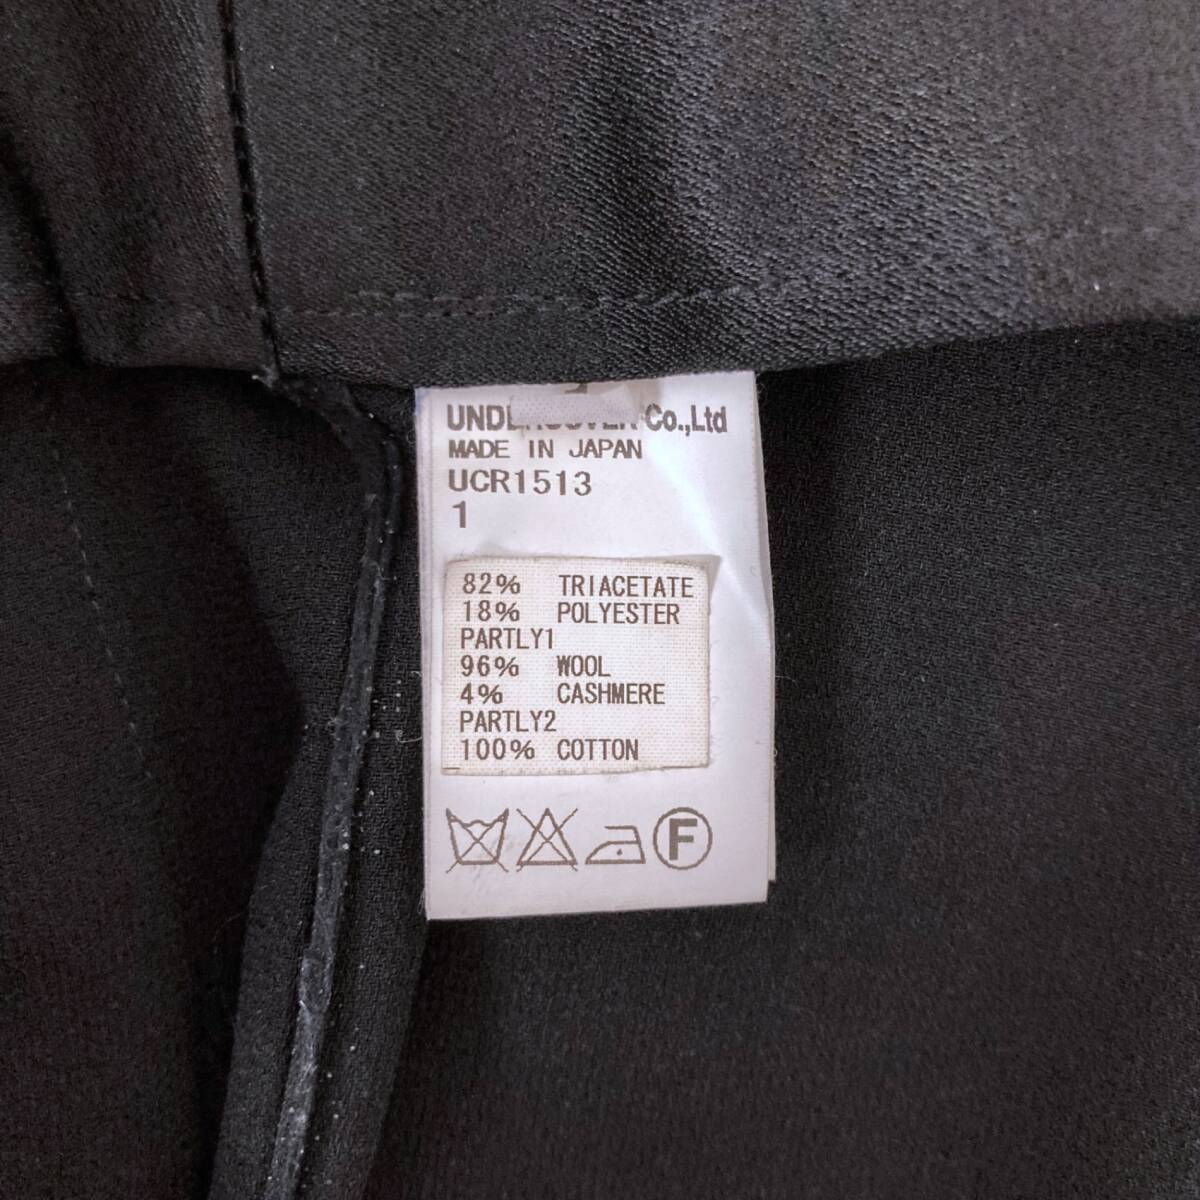 UNDERCOVER Co.,Ltd
MADE IN JAPAN
UCR1513
1
82% TRIACETATE
18% POLYESTER
PARTLY1
96% WOOL
4% CASHMERE
PARTLY2
100% COTTON
F